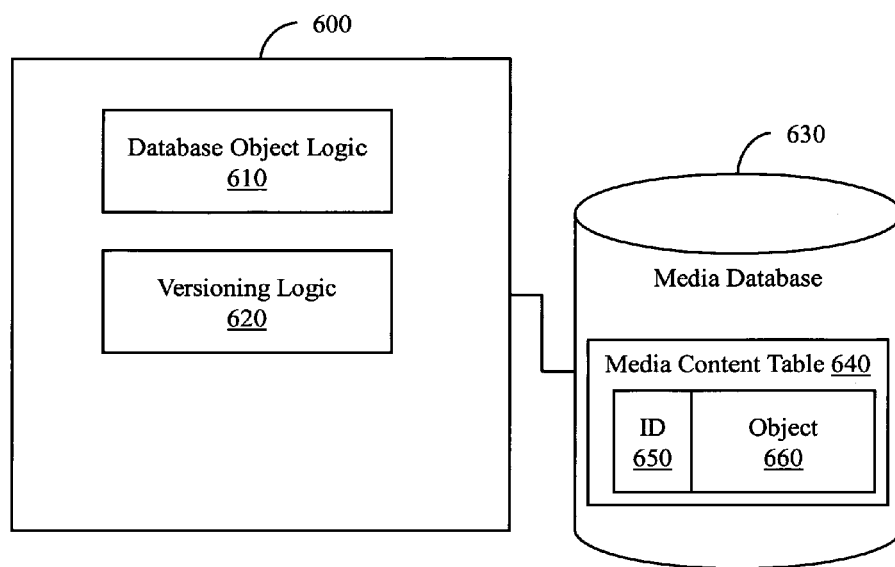 600
Database Object Logic
610
Versioning Logic
620
630
Media Database
Media Content Table 640
ID
650
Object
660